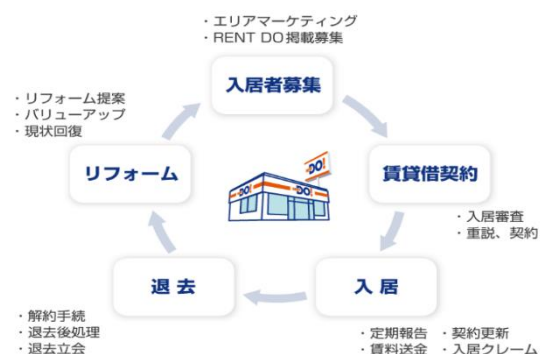 ・エリアマーケティング
・RENT DO掲載募集
入居者募集
・リフォーム提案
・バリューアップ
・現状回復
リフォーム
DO!
DO!
DO!
賃貸借契約
・入居審査
・重説、契約
退去
入居
・解約手続
・退去後処理
・退去立会
・定期報告 ・契約更新
・賃料送金 ・入居クレーム